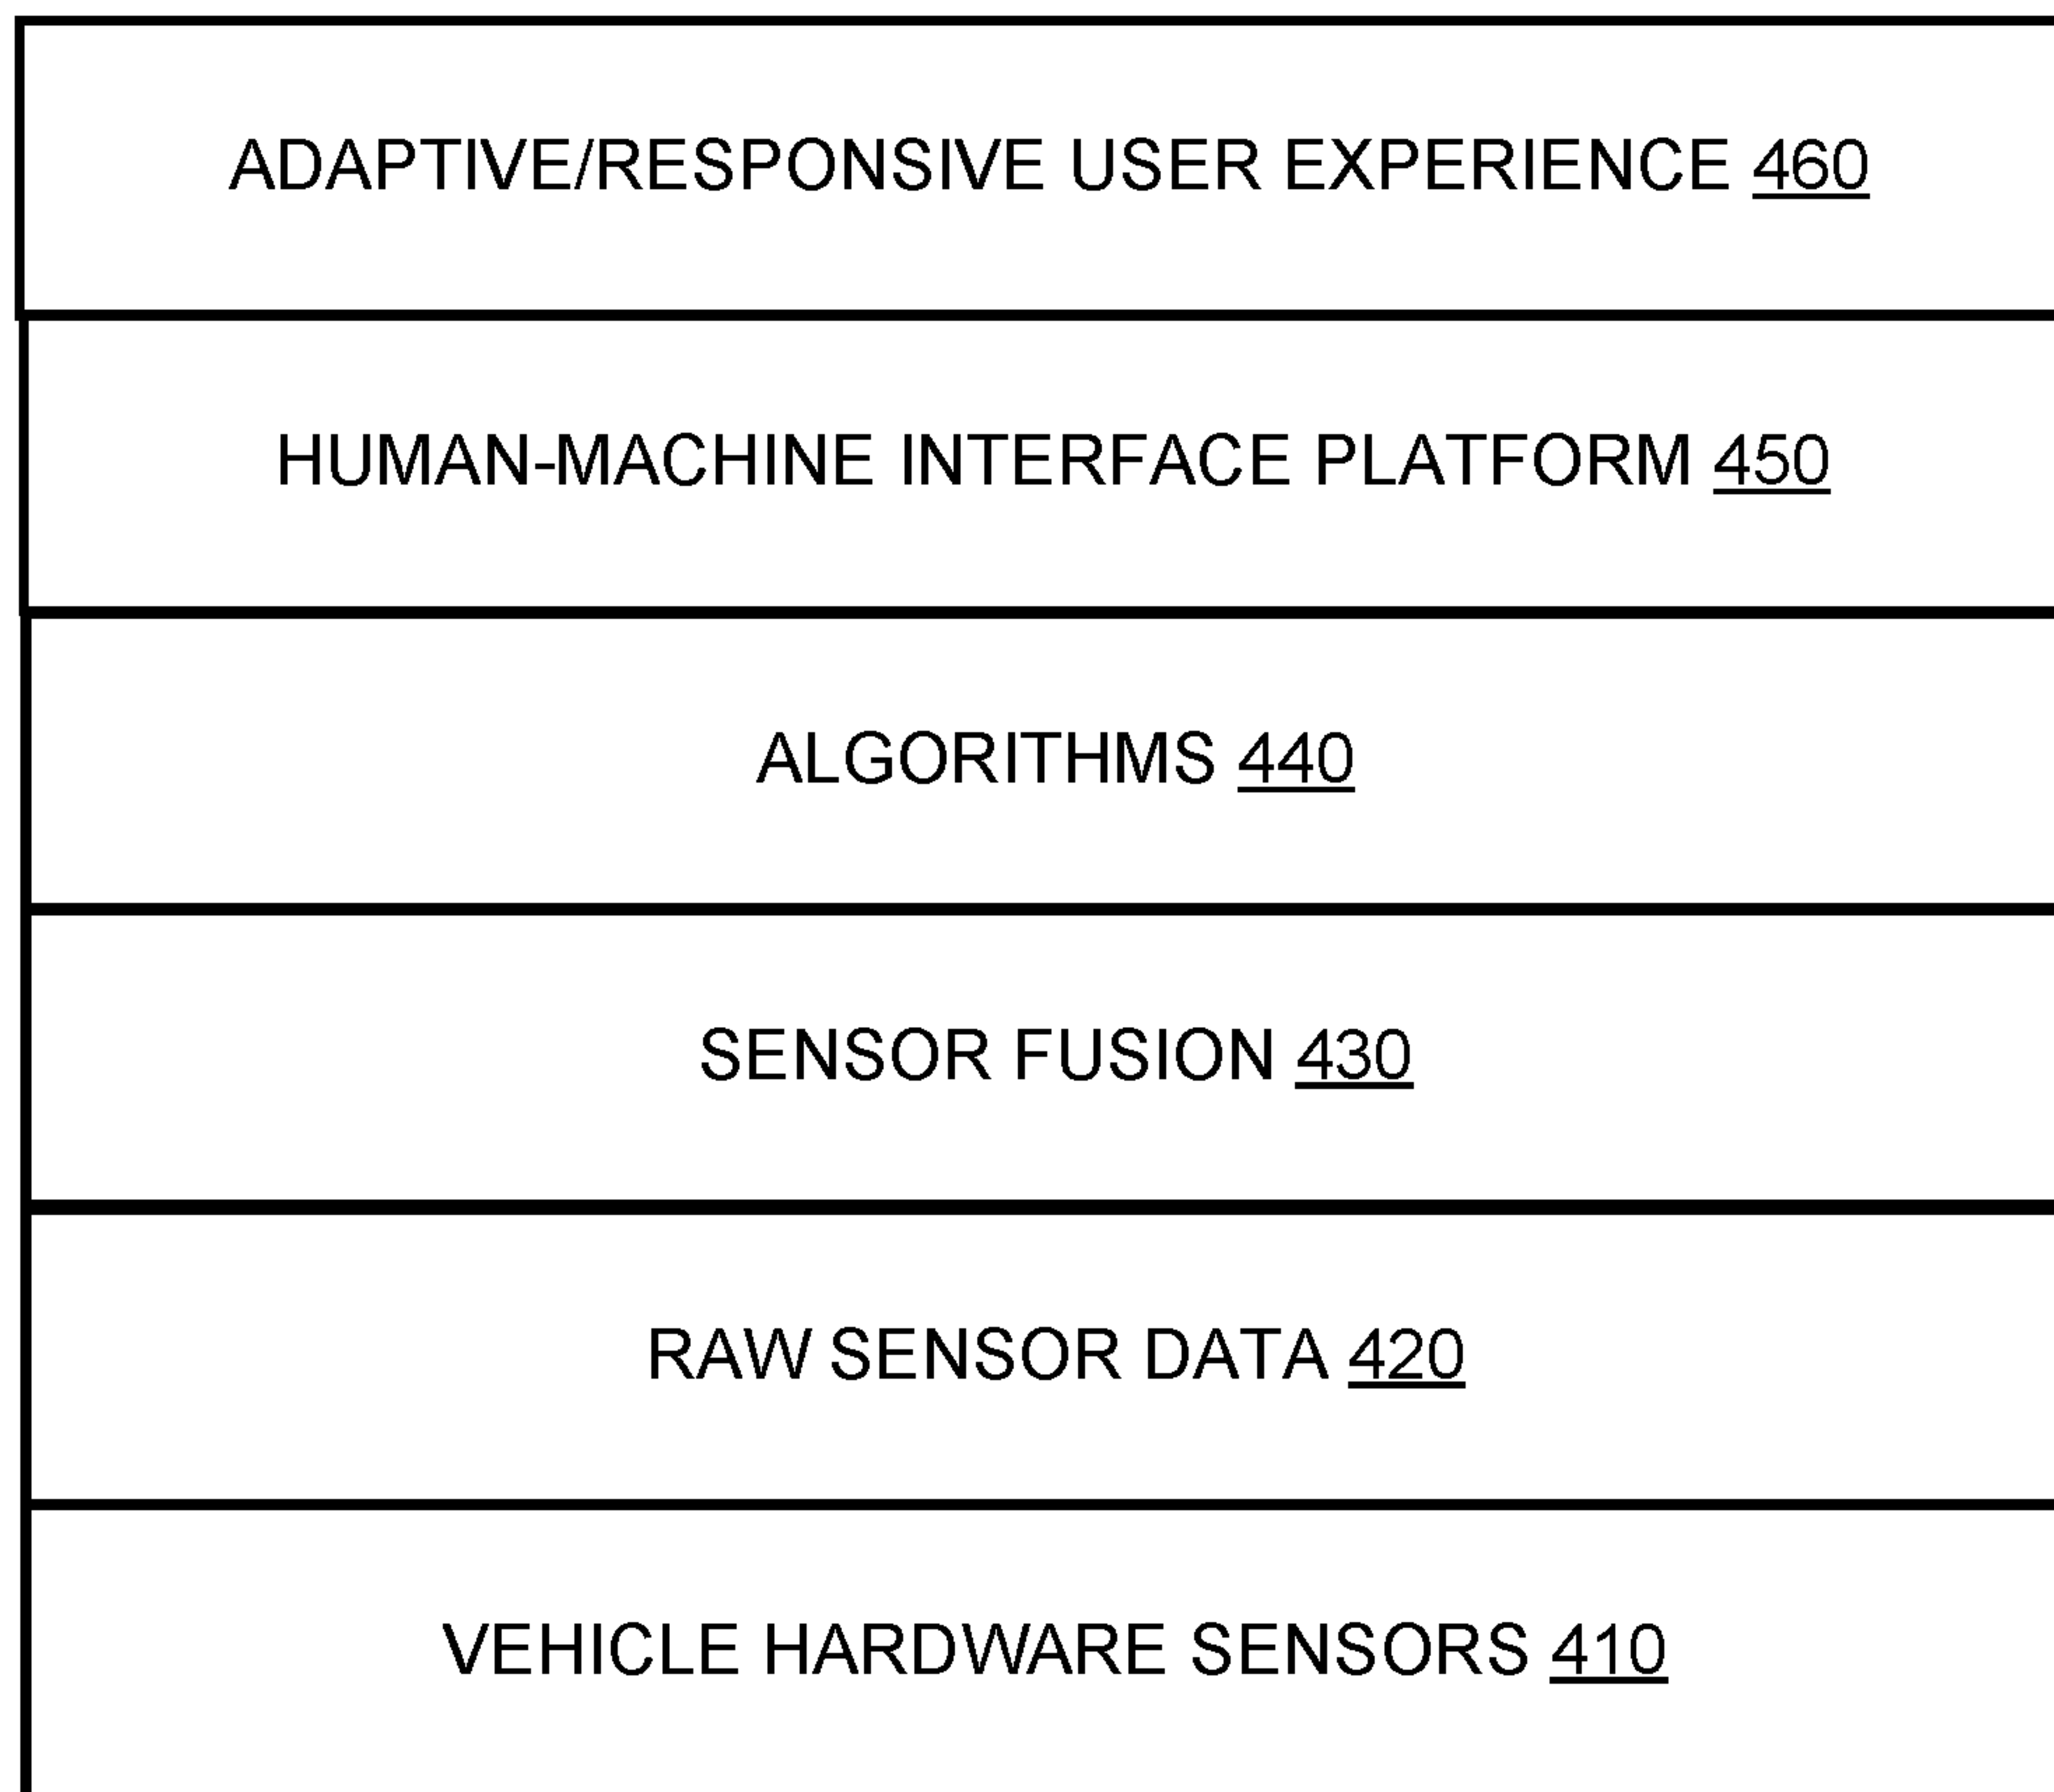 ADAPTIVE/RESPONSIVE USER EXPERIENCE 460
HUMAN-MACHINE INTERFACE PLATFORM 450
ALGORITHMS 440
SENSOR FUSION 430
RAW SENSOR DATA 420
VEHICLE HARDWARE SENSORS 410